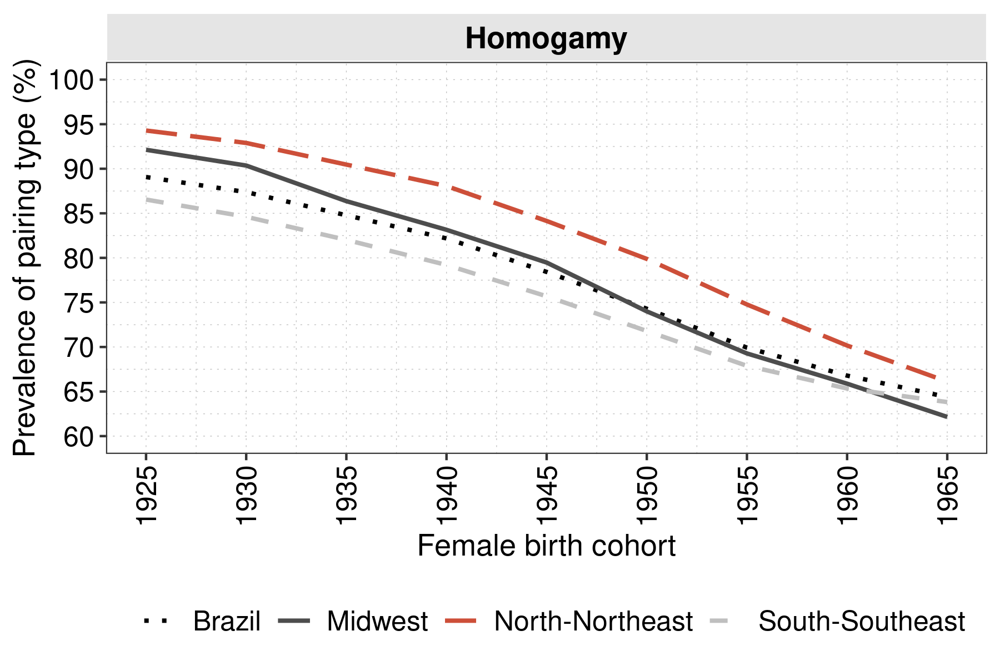 Homogamy
Prevalence of pairing type (%)
100
95
90
85
80
75
70
65
60
1925 1930 1935 1940 1945 1950 1955 1960 1965
Female birth cohort
Brazil Midwest North-Northeast South-Southeast